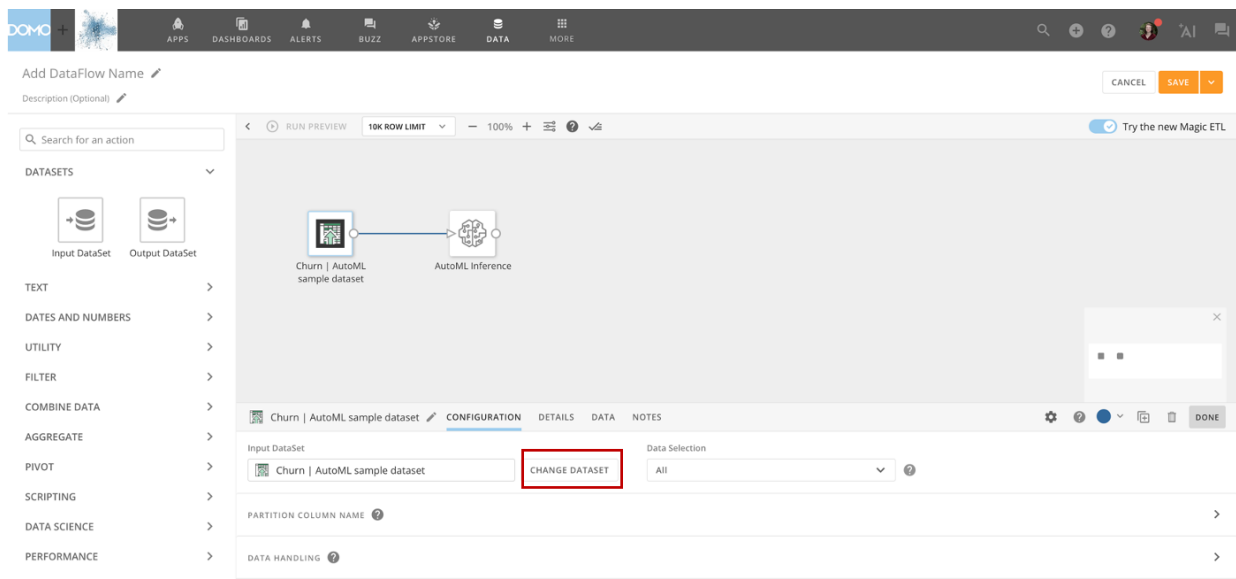 DOMO
APPS
DASHBOARDS
ALERTS
BUZZ
APPSTORE
DATA
MORE
AI
Add DataFlow Name
Description (Optional)
CANCEL
SAVE
Search for an action
RUN PREVIEW
10K ROW LIMIT
100%
Try the new Magic ETL
DATASETS
Input DataSet
Output DataSet
TEXT
DATES AND NUMBERS
UTILITY
FILTER
COMBINE DATA
AGGREGATE
PIVOT
SCRIPTING
DATA SCIENCE
PERFORMANCE
Churn | AutoML
sample dataset
AutoML Inference
Churn | AutoML sample dataset
CONFIGURATION
DETAILS
DATA
NOTES
DONE
Input DataSet
Churn | AutoML sample dataset
CHANGE DATASET
Data Selection
All
PARTITION COLUMN NAME
DATA HANDLING